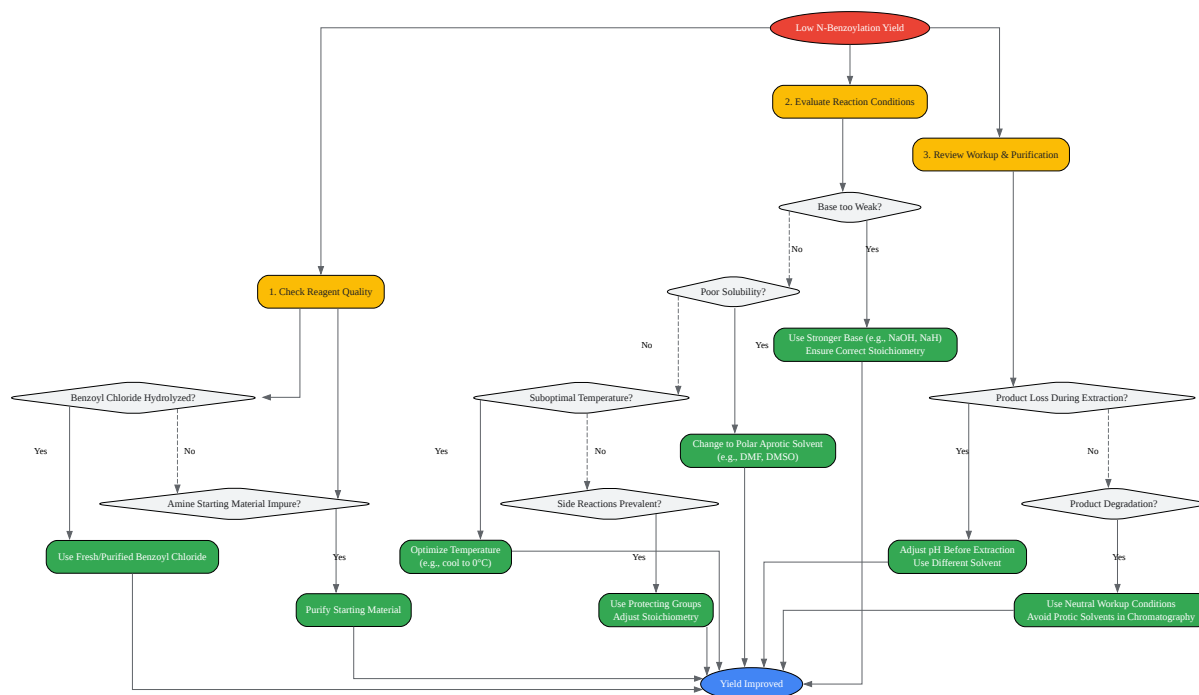 Low N-Benzoylation Yield
2. Evaluate Reaction Conditions
3. Review Workup & Purification
Base too Weak?
No
Yes
1. Check Reagent Quality
Poor Solubility?
Use Stronger Base (e.g., NaOH, NaH)
Ensure Correct Stoichiometry
No
Yes
Benzoyl Chloride Hydrolyzed?
Suboptimal Temperature?
Product Loss During Extraction?
Yes
No
Yes
No
Change to Polar Aprotic Solvent
(e.g., DMF, DMSO)
Yes
No
Amine Starting Material Impure?
Side Reactions Prevalent?
Product Degradation?
Use Fresh/Purified Benzoyl Chloride
Yes
Optimize Temperature
(e.g., cool to 0°C)
Yes
Adjust pH Before Extraction
Use Different Solvent
Yes
Purify Starting Material
Use Protecting Groups
Adjust Stoichiometry
Use Neutral Workup Conditions
Avoid Protic Solvents in Chromatography
Yield Improved